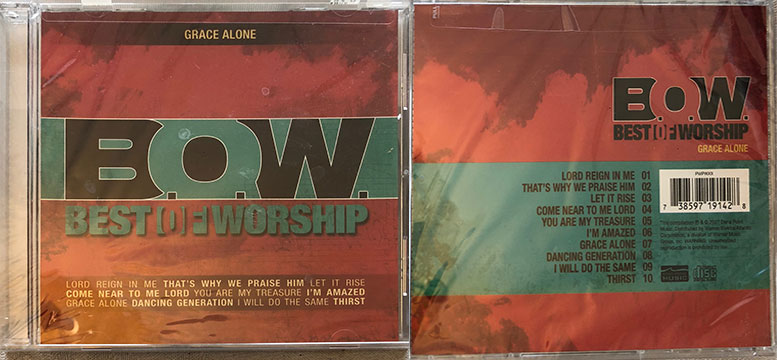 GRACE ALONE
B.O.W.
BEST OF WORSHIP
LORD REIGN IN ME THAT'S WHY WE PRAISE HIM LET IT RISE
COME NEAR TO ME LORD YOU ARE MY TREASURE I'M AMAZED
GRACE ALONE DANCING GENERATION I WILL DO THE SAME THIRST
B.O.W.
BEST OF WORSHIP
GRACE ALONE
LORD REIGN IN ME 01
THAT'S WHY WE PRAISE HIM 02
LET IT RISE 03
COME NEAR TO ME LORD 04
YOU ARE MY TREASURE 05
I'M AMAZED 06
GRACE ALONE 07
DANCING GENERATION 08
I WILL DO THE SAME 09
THIRST 10
7 38597 19142 8
MUSIC
disc